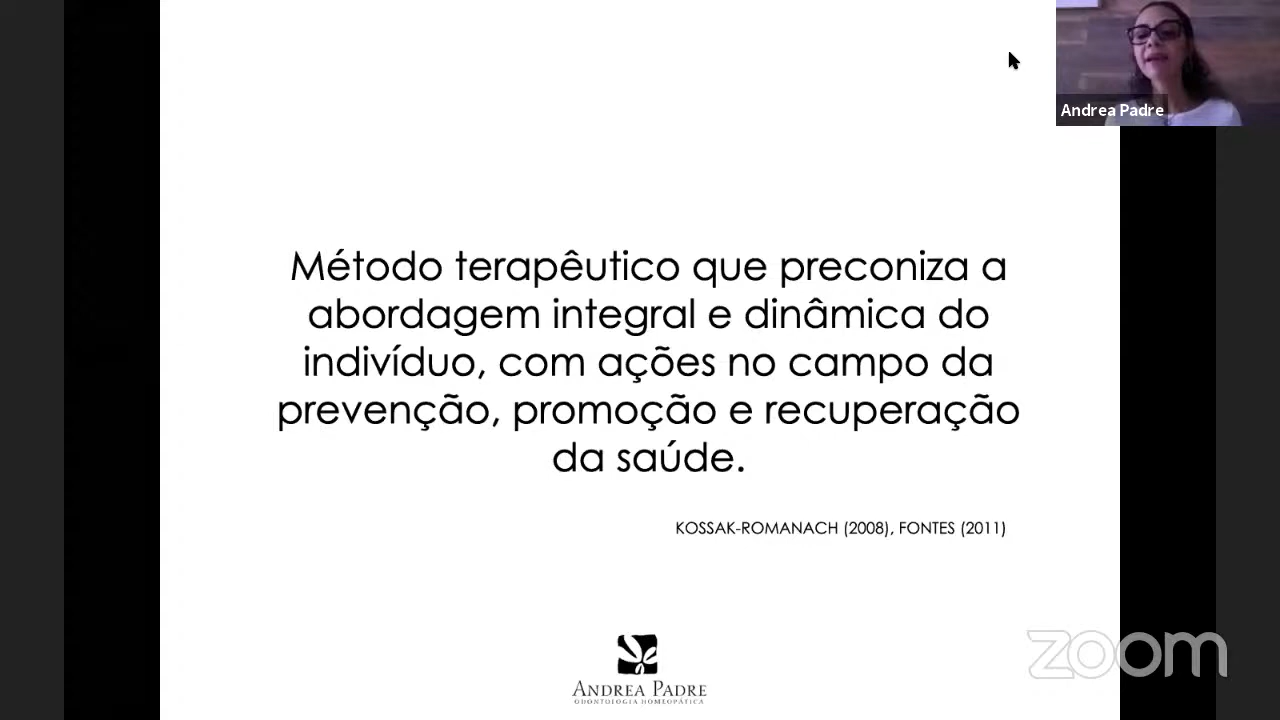 Andrea Padre
Método terapêutico que preconiza a
abordagem integral e dinâmica do
indivíduo, com ações no campo da
prevenção, promoção e recuperação
da saúde.
KOSSAK-ROMANACH (2008), FONTES (2011)
ANDREA PADRE
ODONTOLOGIA HOMEOPÁTICA
zoom